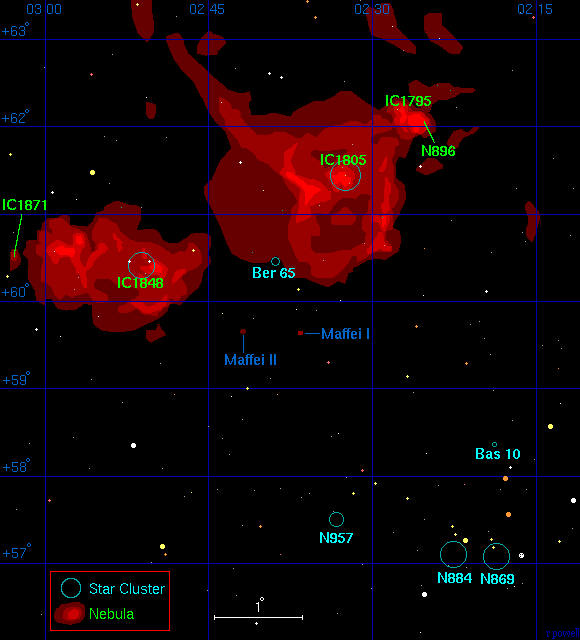 03 00 02 45 02 30 02 15
+63°
IC1795
+62°
N896
IC1805
IC1871
Ber 65
IC1848
+60°
Maffei I
Maffei II
+59°
Bas 10
+58°
N957
+57°
N884 N869
Star Cluster
1°
Nebula